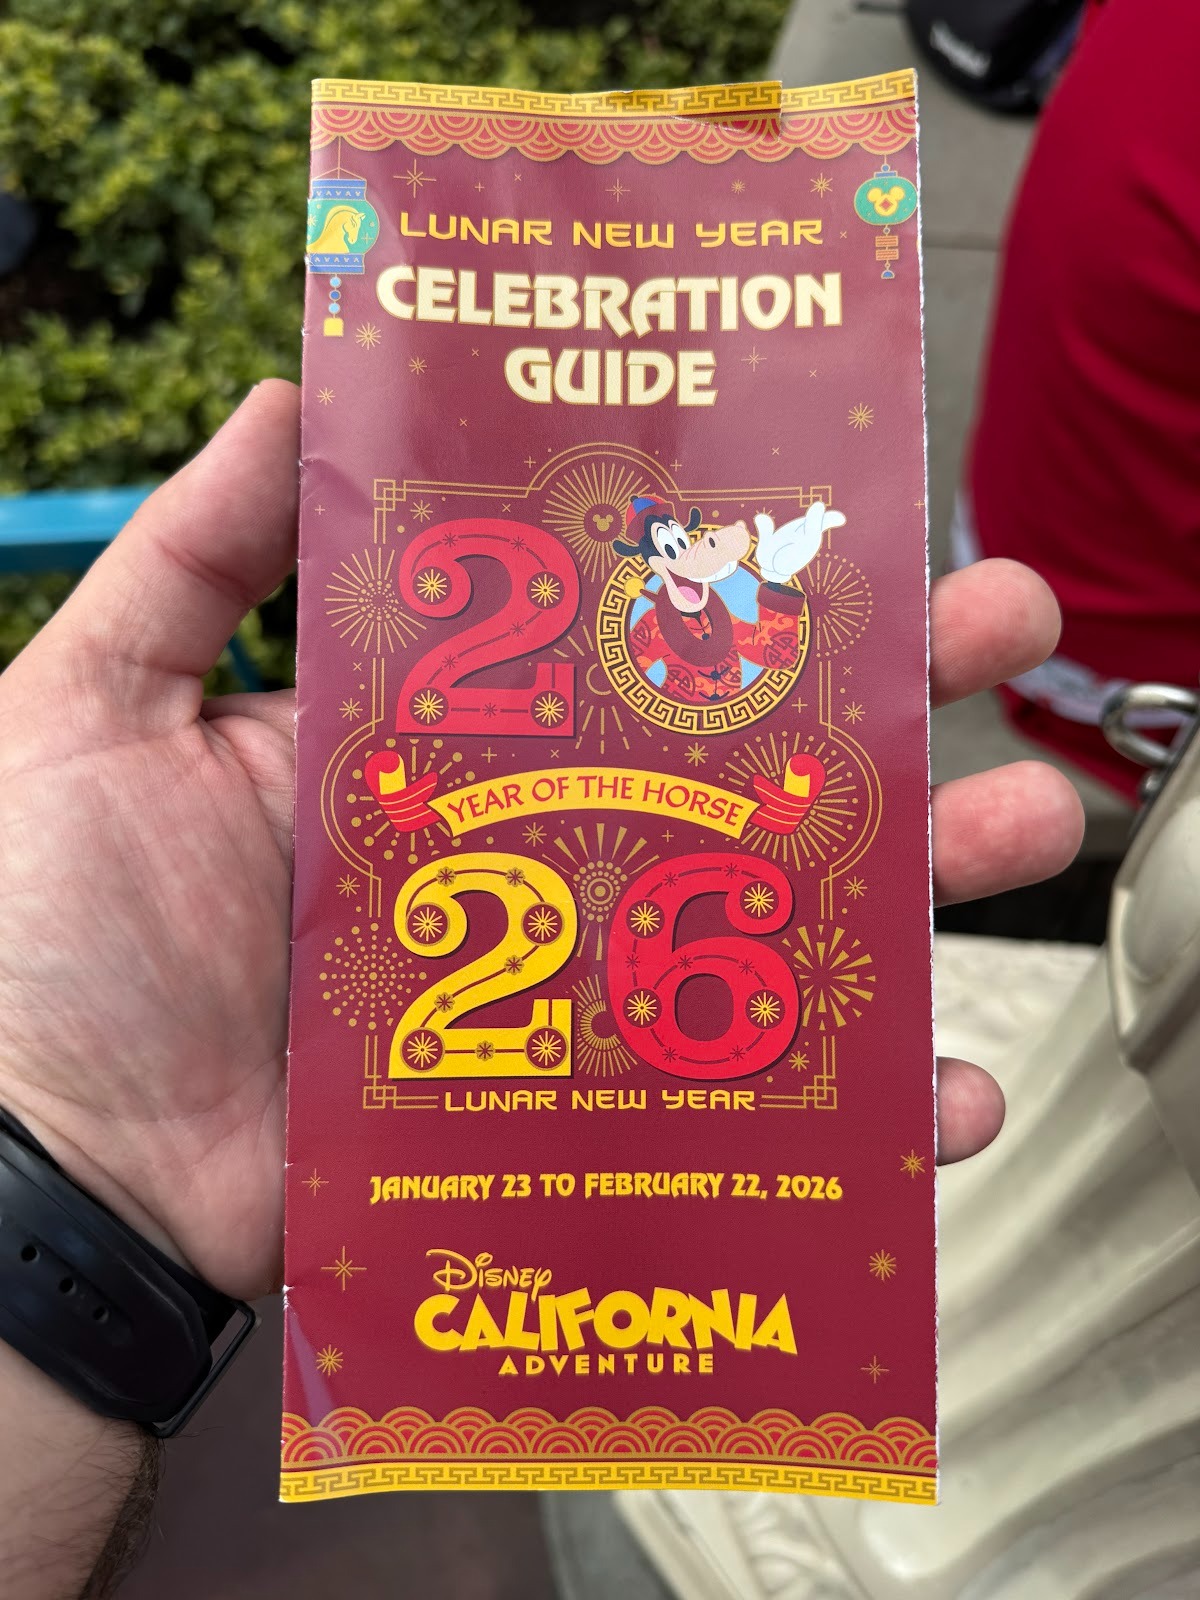 LUNAR NEW YEAR
CELEBRATION
GUIDE
20
YEAR OF THE HORSE
26
LUNAR NEW YEAR
JANUARY 23 TO FEBRUARY 22, 2026
Disney
CALIFORNIA
ADVENTURE